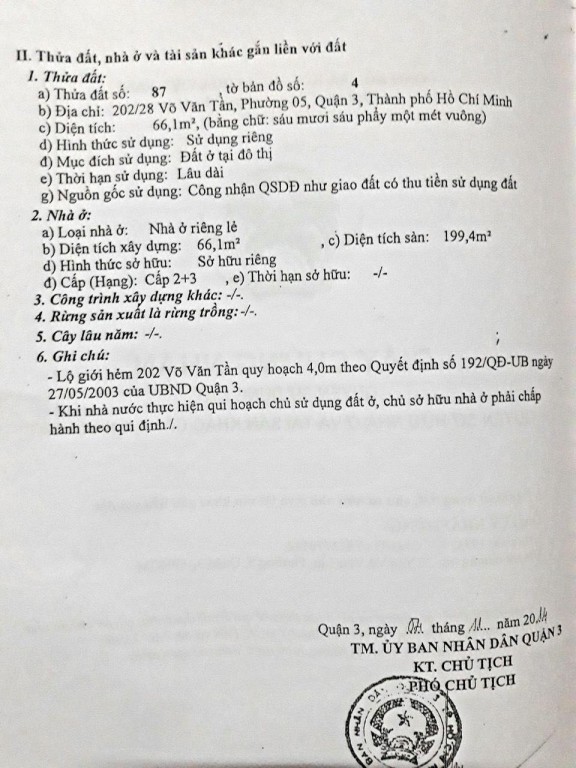 II. Thửa đất, nhà ở và tài sản khác gắn liền với đất
1. Thửa đất:
a) Thửa đất số: 87 , tờ bản đồ số: 4
b) Địa chỉ: 202/28 Võ Văn Tần, Phường 05, Quận 3, Thành phố Hồ Chí Minh
c) Diện tích: 66,1m², (bằng chữ: sáu mươi sáu phẩy một mét vuông)
d) Hình thức sử dụng: Sử dụng riêng
đ) Mục đích sử dụng: Đất ở tại đô thị
e) Thời hạn sử dụng: Lâu dài
g) Nguồn gốc sử dụng: Công nhận QSDĐ như giao đất có thu tiền sử dụng đất
2. Nhà ở:
a) Loại nhà ở: Nhà ở riêng lẻ
b) Diện tích xây dựng: 66,1m² , c) Diện tích sàn: 199,4m²
d) Hình thức sở hữu: Sở hữu riêng
đ) Cấp (Hạng): Cấp 2+3 , e) Thời hạn sở hữu: -/-
3. Công trình xây dựng khác: -/-.
4. Rừng sản xuất là rừng trồng: -/-.
5. Cây lâu năm: -/-.
6. Ghi chú:
- Lộ giới hẻm 202 Võ Văn Tần quy hoạch 4,0m theo Quyết định số 192/QĐ-UB ngày
27/05/2003 của UBND Quận 3.
- Khi nhà nước thực hiện qui hoạch chủ sử dụng đất ở, chủ sở hữu nhà ở phải chấp
hành theo qui định./.
Quận 3, ngày tháng 11... năm 20
TM. ỦY BAN NHÂN DÂN QUẬN 3
KT. CHỦ TỊCH
PHÓ CHỦ TỊCH
BAN NHÂN DÂN